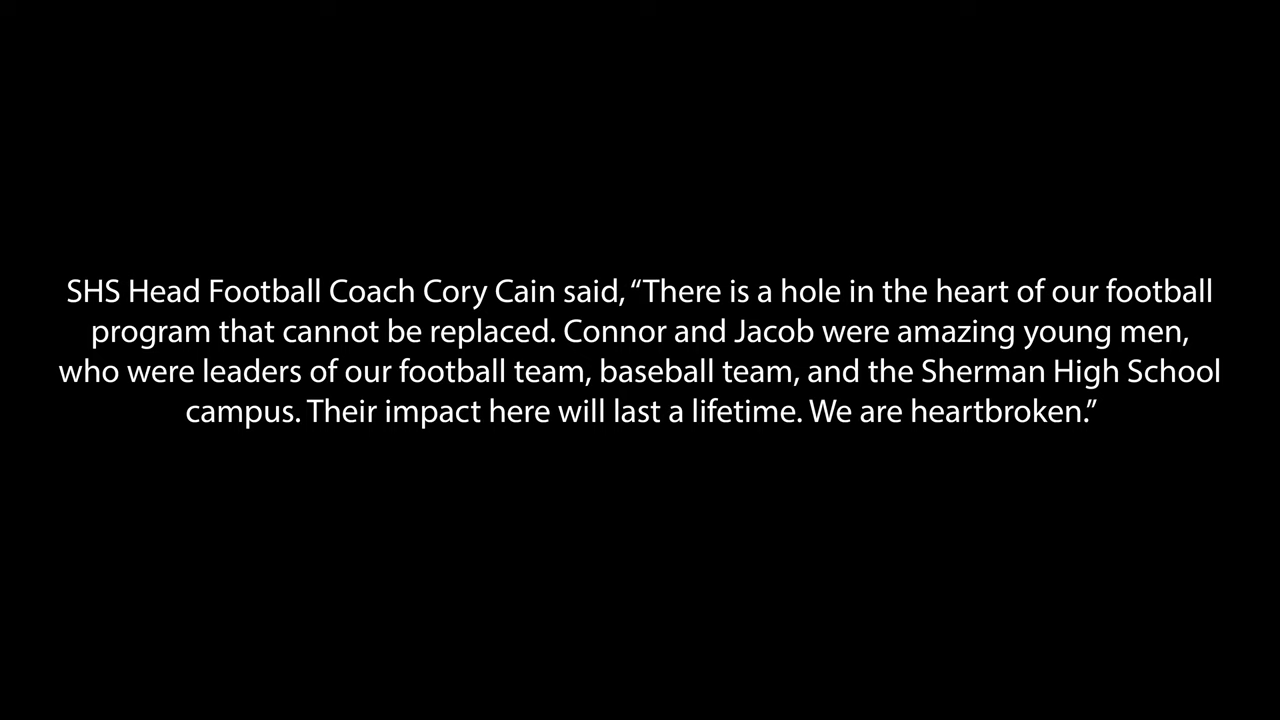 SHS Head Football Coach Cory Cain said, “There is a hole in the heart of our football
program that cannot be replaced. Connor and Jacob were amazing young men,
who were leaders of our football team, baseball team, and the Sherman High School
campus. Their impact here will last a lifetime. We are heartbroken.”